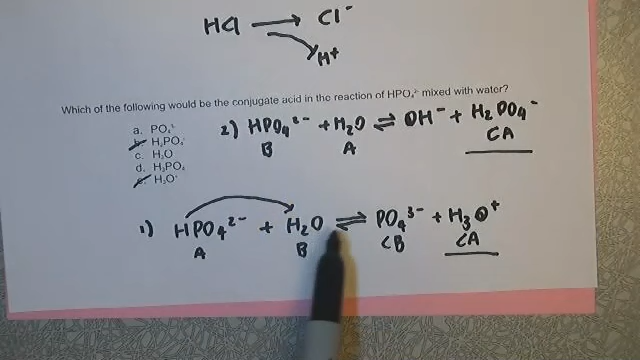 HCl → Cl⁻
H⁺
Which of the following would be the conjugate acid in the reaction of HPO₄²⁻ mixed with water?
a. PO₄³⁻
b. H₂PO₄⁻
c. H₂O
d. H₃PO₄
e. H₃O⁺
2) HPO₄²⁻ + H₂O ⇌ OH⁻ + H₂PO₄⁻
B A CA
1) HPO₄²⁻ + H₂O ⇌ PO₄³⁻ + H₃O⁺
A B CB CA